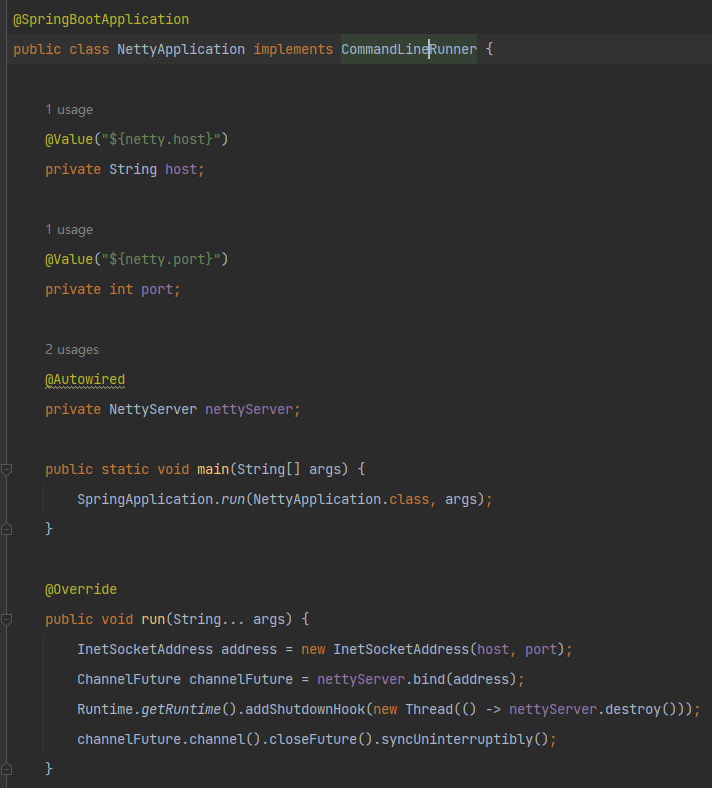 @SpringBootApplication
public class NettyApplication implements CommandLineRunner {
1 usage
@Value("${netty.host}")
private String host;
1 usage
@Value("${netty.port}")
private int port;
2 usages
@Autowired
private NettyServer nettyServer;
public static void main(String[] args) {
SpringApplication.run(NettyApplication.class, args);
}
@Override
public void run(String... args) {
InetSocketAddress address = new InetSocketAddress(host, port);
ChannelFuture channelFuture = nettyServer.bind(address);
Runtime.getRuntime().addShutdownHook(new Thread(() -> nettyServer.destroy()));
channelFuture.channel().closeFuture().syncUninterruptibly();
}